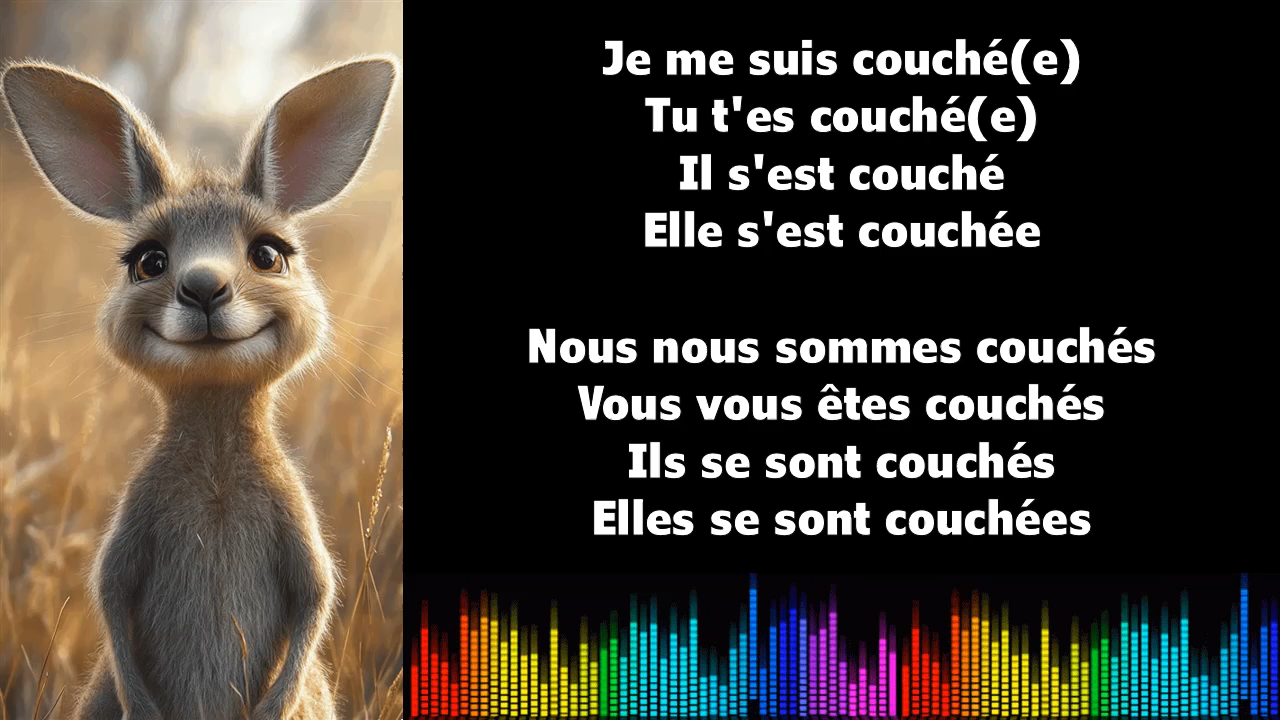 Je me suis couché(e)
Tu t'es couché(e)
Il s'est couché
Elle s'est couchée
Nous nous sommes couchés
Vous vous êtes couchés
Ils se sont couchés
Elles se sont couchées